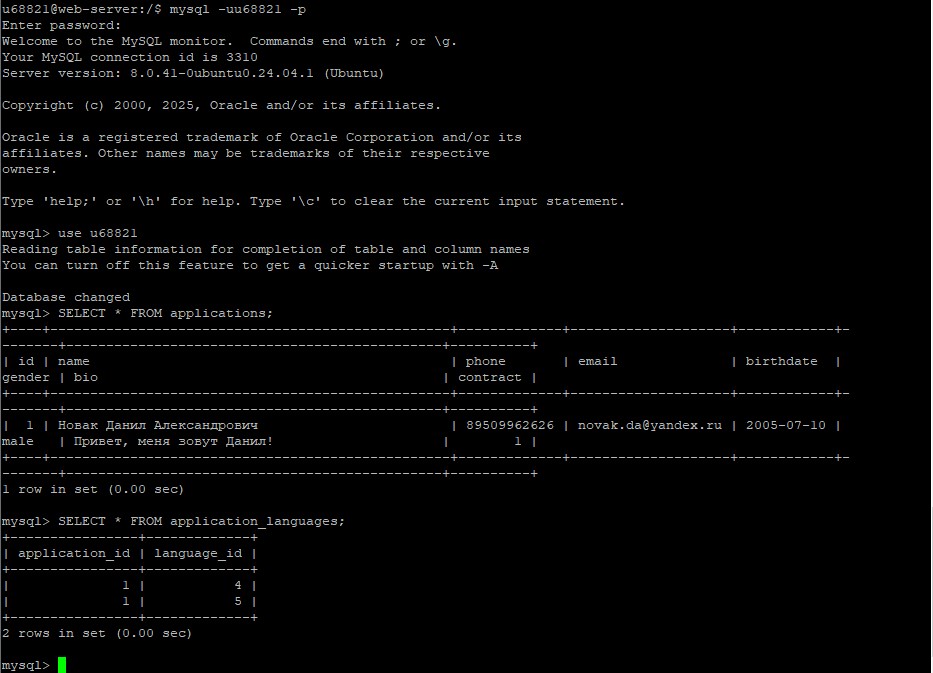 u68821@web-server:/$ mysql -uu68821 -p
Enter password:
Welcome to the MySQL monitor.  Commands end with ; or \g.
Your MySQL connection id is 3310
Server version: 8.0.41-0ubuntu0.24.04.1 (Ubuntu)
Copyright (c) 2000, 2025, Oracle and/or its affiliates.
Oracle is a registered trademark of Oracle Corporation and/or its
affiliates. Other names may be trademarks of their respective
owners.
Type 'help;' or '\h' for help. Type '\c' to clear the current input statement.
mysql> use u68821
Reading table information for completion of table and column names
You can turn off this feature to get a quicker startup with -A
Database changed
mysql> SELECT * FROM applications;
+----+-------------------------------------------------+-------------+--------------------+------------+-
-------+-----------------------------------------------+----------+
| id | name                                            | phone       | email              | birthdate  |
gender | bio                                           | contract |
+----+-------------------------------------------------+-------------+--------------------+------------+-
-------+-----------------------------------------------+----------+
|  1 | Новак Данил Александрович                       | 89509962626 | novak.da@yandex.ru | 2005-07-10 |
male   | Привет, меня зовут Данил!                     |        1 |
+----+-------------------------------------------------+-------------+--------------------+------------+-
-------+-----------------------------------------------+----------+
1 row in set (0.00 sec)
mysql> SELECT * FROM application_languages;
+----------------+-------------+
| application_id | language_id |
+----------------+-------------+
|              1 |           4 |
|              1 |           5 |
+----------------+-------------+
2 rows in set (0.00 sec)
mysql>